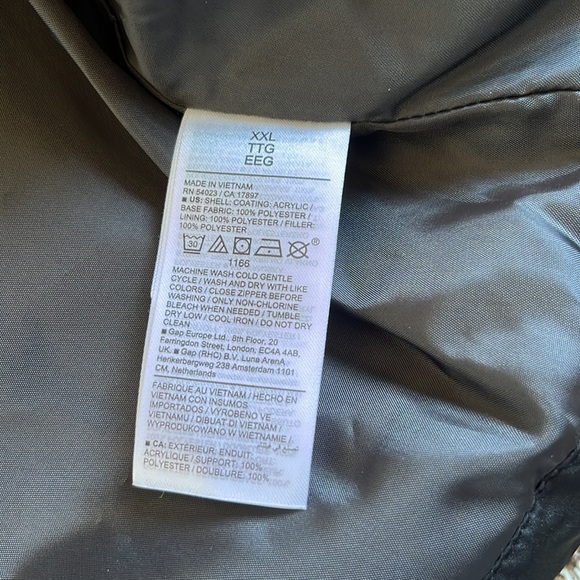 XXL
TTG
EEG
MADE IN VIETNAM
RN 54023 / CA 17897
■ US: SHELL: COATING: ACRYLIC /
BASE FABRIC: 100% POLYESTER /
LINING: 100% POLYESTER / FILLER:
100% POLYESTER
30
®
1166
MACHINE WASH COLD GENTLE
CYCLE / WASH AND DRY WITH LIKE
COLORS / CLOSE ZIPPER BEFORE
WASHING / ONLY NON-CHLORINE
BLEACH WHEN NEEDED / TUMBLE
DRY LOW / COOL IRON / DO NOT DRY
CLEAN
■ Gap Europe Ltd., 8th Floor, 20
Farringdon Street, London, EC4A 4AB,
UK. ■ Gap (RHC) B.V. Luna ArenA,
Herikerbergweg 238 Amsterdam 1101
CM, Netherlands
FABRIQUÉ AU VIETNAM / HECHO EN
VIETNAM CON INSUMOS
IMPORTADOS / VYROBENO VE
VIETNAMU / DIBUAT DI VIETNAM /
WYPRODUKOWANO W WIETNAMIE /
■ CA: EXTÉRIEUR: ENDUIT:
ACRYLIQUE / SUPPORT: 100%
POLYESTER / DOUBLURE: 100%